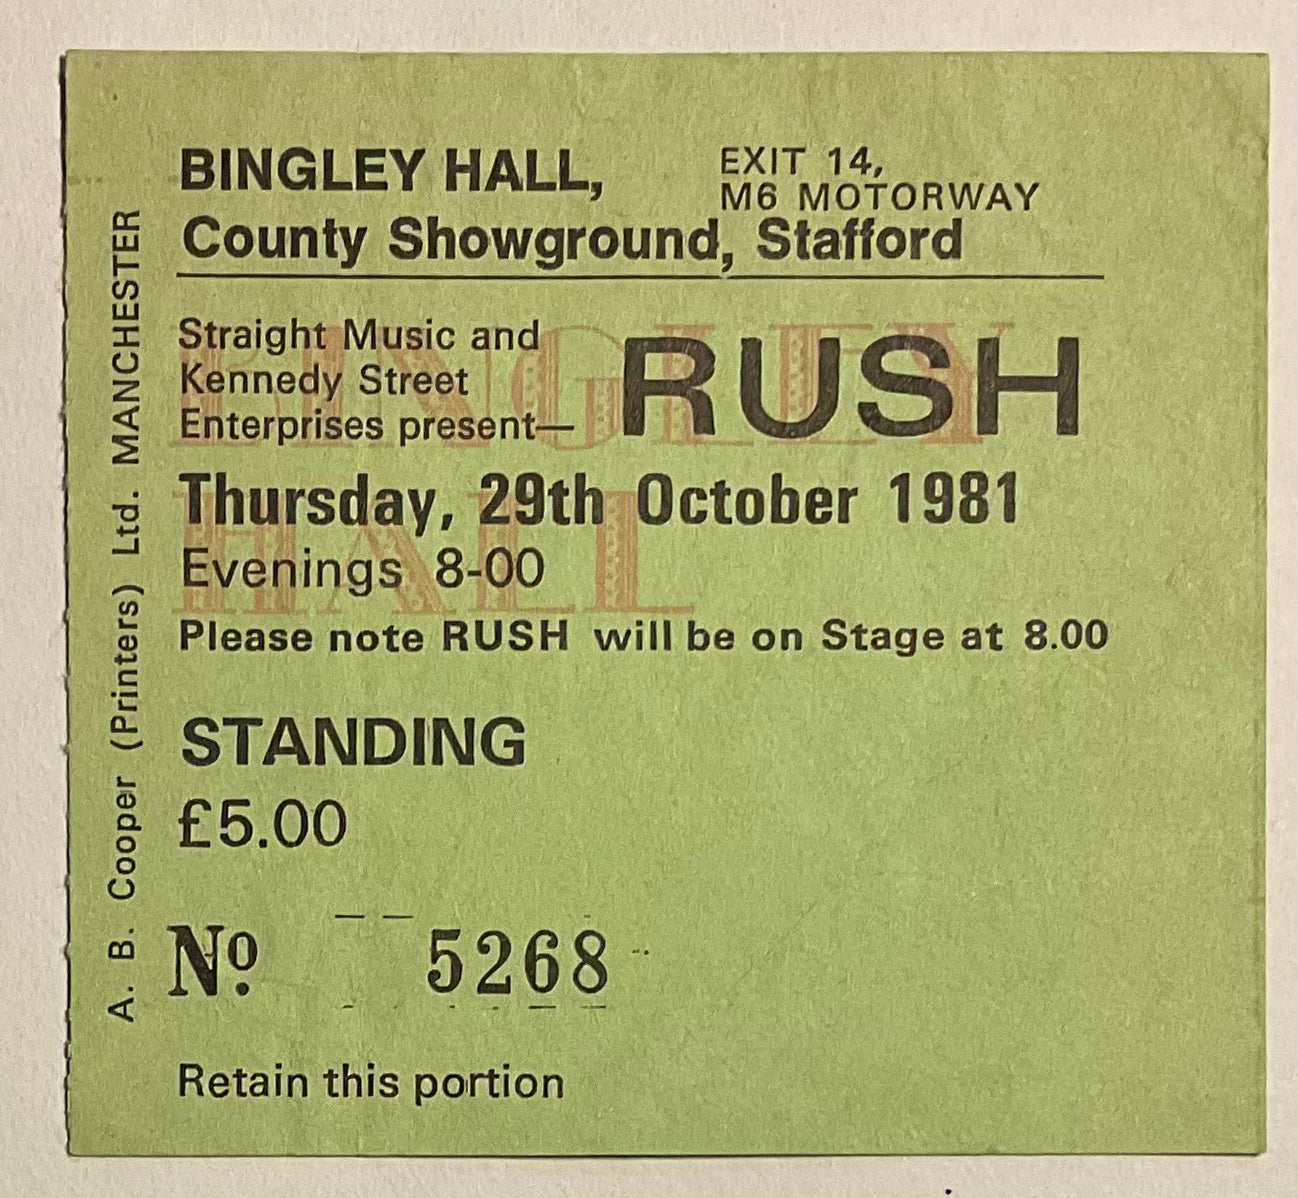 BINGLEY HALL,
EXIT 14,
M6 MOTORWAY
County Showground, Stafford
Straight Music and
Kennedy Street
Enterprises present—
RUSH
BINGLEY
HALL
Thursday, 29th October 1981
Evenings 8-00
Please note RUSH will be on Stage at 8.00
STANDING
£5.00
Nº 5268
Retain this portion
A. B. Cooper (Printers) Ltd. MANCHESTER